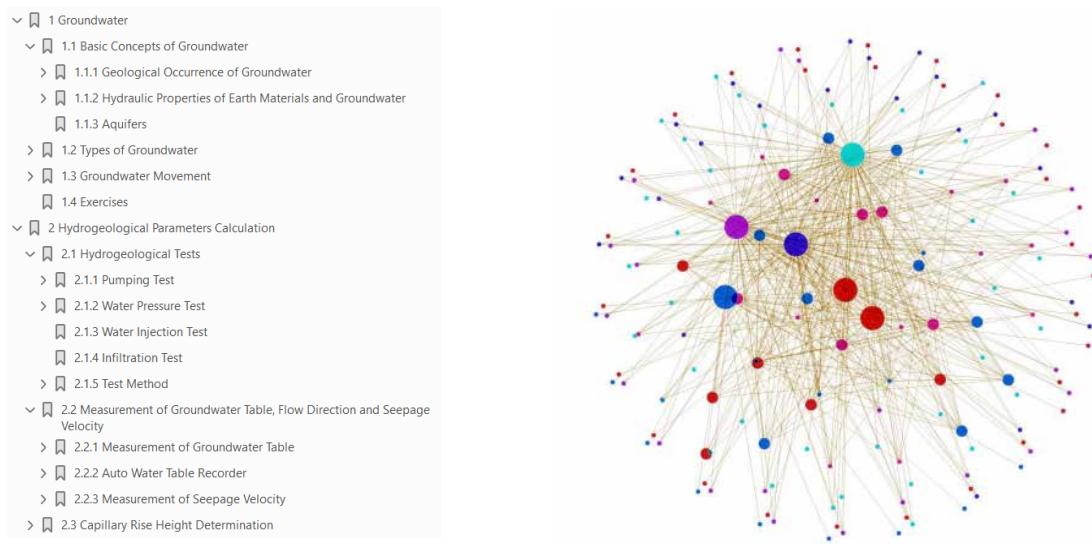 1 Groundwater
1.1 Basic Concepts of Groundwater
1.1.1 Geological Occurrence of Groundwater
1.1.2 Hydraulic Properties of Earth Materials and Groundwater
1.1.3 Aquifers
1.2 Types of Groundwater
1.3 Groundwater Movement
1.4 Exercises
2 Hydrogeological Parameters Calculation
2.1 Hydrogeological Tests
2.1.1 Pumping Test
2.1.2 Water Pressure Test
2.1.3 Water Injection Test
2.1.4 Infiltration Test
2.1.5 Test Method
2.2 Measurement of Groundwater Table, Flow Direction and Seepage
Velocity
2.2.1 Measurement of Groundwater Table
2.2.2 Auto Water Table Recorder
2.2.3 Measurement of Seepage Velocity
2.3 Capillary Rise Height Determination